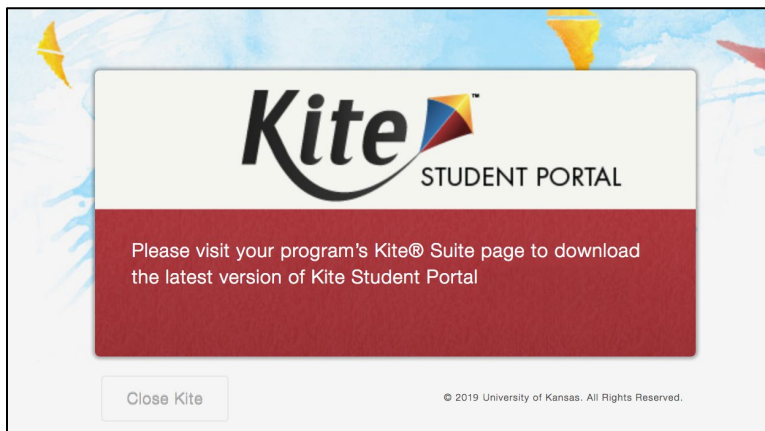 Kite™
STUDENT PORTAL
Please visit your program's Kite® Suite page to download
the latest version of Kite Student Portal
Close Kite
© 2019 University of Kansas. All Rights Reserved.